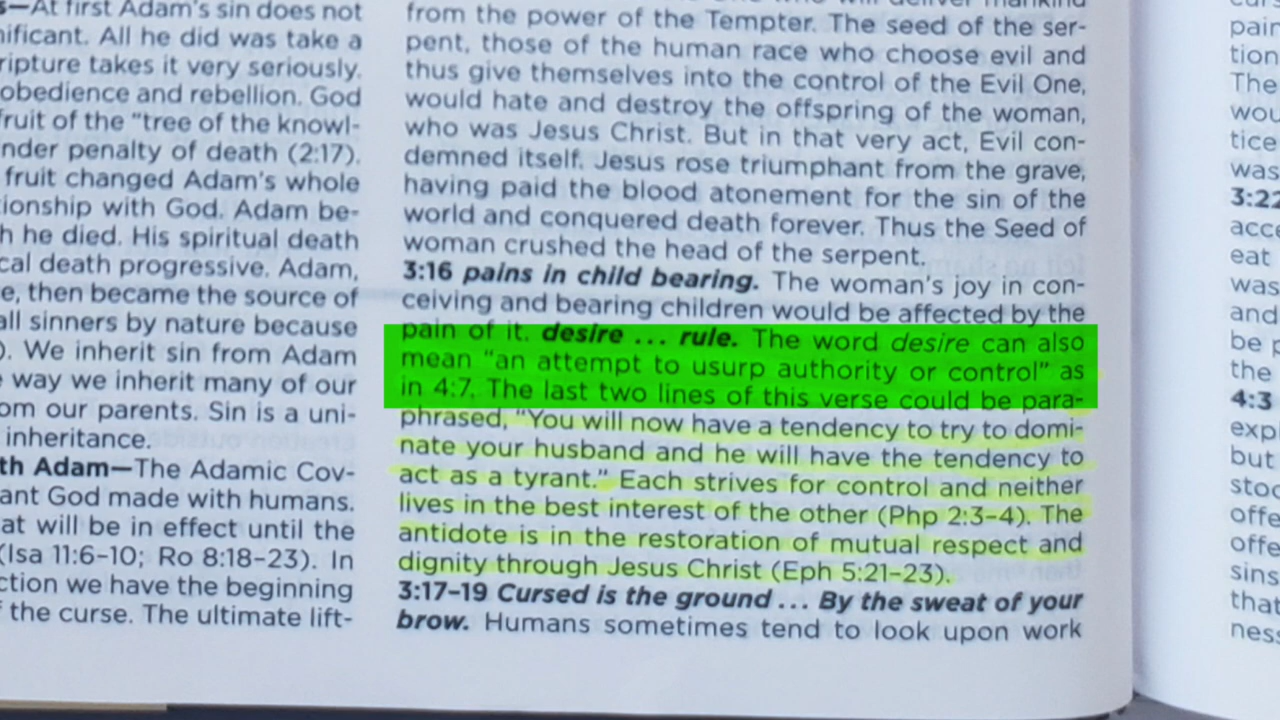 s—At first Adam's sin does not
nificant. All he did was take a
ripture takes it very seriously.
obedience and rebellion. God
fruit of the "tree of the knowl-
nder penalty of death (2:17).
fruit changed Adam's whole
ionship with God. Adam be-
h he died. His spiritual death
cal death progressive. Adam,
e, then became the source of
all sinners by nature because
). We inherit sin from Adam
way we inherit many of our
om our parents. Sin is a uni-
inheritance.
th Adam—The Adamic Cov-
ant God made with humans.
at will be in effect until the
(Isa 11:6–10; Ro 8:18–23). In
ction we have the beginning
f the curse. The ultimate lift-
from the power of the Tempter. The seed of the ser-
pent, those of the human race who choose evil and
thus give themselves into the control of the Evil One,
would hate and destroy the offspring of the woman,
who was Jesus Christ. But in that very act, Evil con-
demned itself. Jesus rose triumphant from the grave,
having paid the blood atonement for the sin of the
world and conquered death forever. Thus the Seed of
woman crushed the head of the serpent.
3:16 pains in child bearing. The woman's joy in con-
ceiving and bearing children would be affected by the
pain of it. desire ... rule. The word desire can also
mean "an attempt to usurp authority or control" as
in 4:7. The last two lines of this verse could be para-
phrased, "You will now have a tendency to try to domi-
nate your husband and he will have the tendency to
act as a tyrant." Each strives for control and neither
lives in the best interest of the other (Php 2:3–4). The
antidote is in the restoration of mutual respect and
dignity through Jesus Christ (Eph 5:21–23).
3:17–19 Cursed is the ground ... By the sweat of your
brow. Humans sometimes tend to look upon work
pain
tion
The
wou
tice
was
3:22
acce
eat
was
and
be p
the
4:3
expl
but
stoo
offe
offe
sins
that
ness